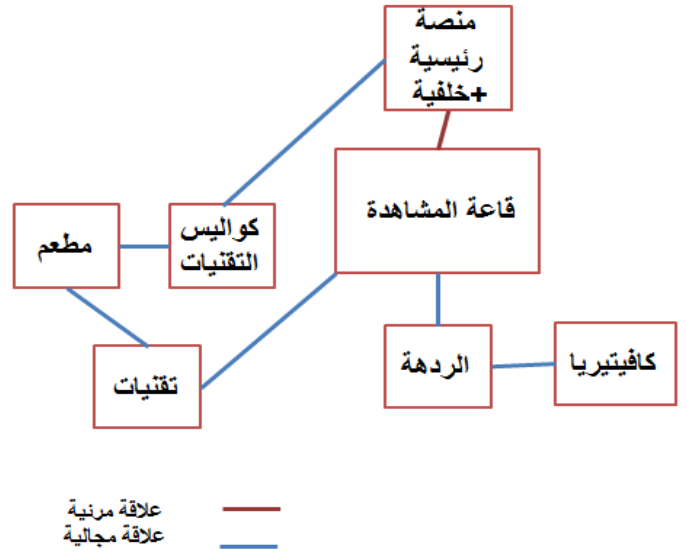 منصة
رئيسية
+خلفية
قاعة المشاهدة
كواليس
التقنيات
مطعم
تقنيات
الردهة
كافيتيريا
علاقة مرئية
علاقة مجالية